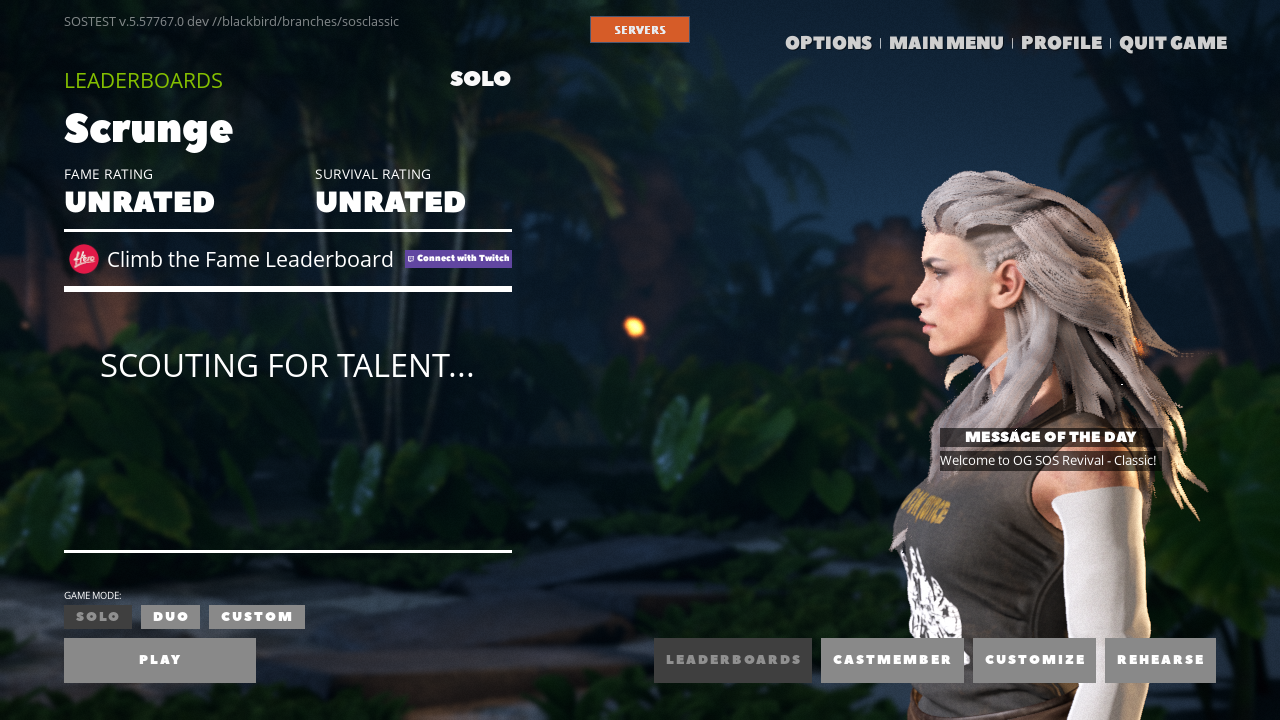 SOSTEST v.5.57767.0 dev //blackbird/branches/sosclassic
SERVERS
OPTIONS | MAIN MENU | PROFILE | QUIT GAME
LEADERBOARDS
SOLO
Scrunge
FAME RATING
UNRATED
SURVIVAL RATING
UNRATED
Hero
Climb the Fame Leaderboard
Connect with Twitch
SCOUTING FOR TALENT...
MESSAGE OF THE DAY
Welcome to OG SOS Revival - Classic!
GAME MODE:
SOLO
DUO
CUSTOM
PLAY
LEADERBOARDS
CASTMEMBER
CUSTOMIZE
REHEARSE